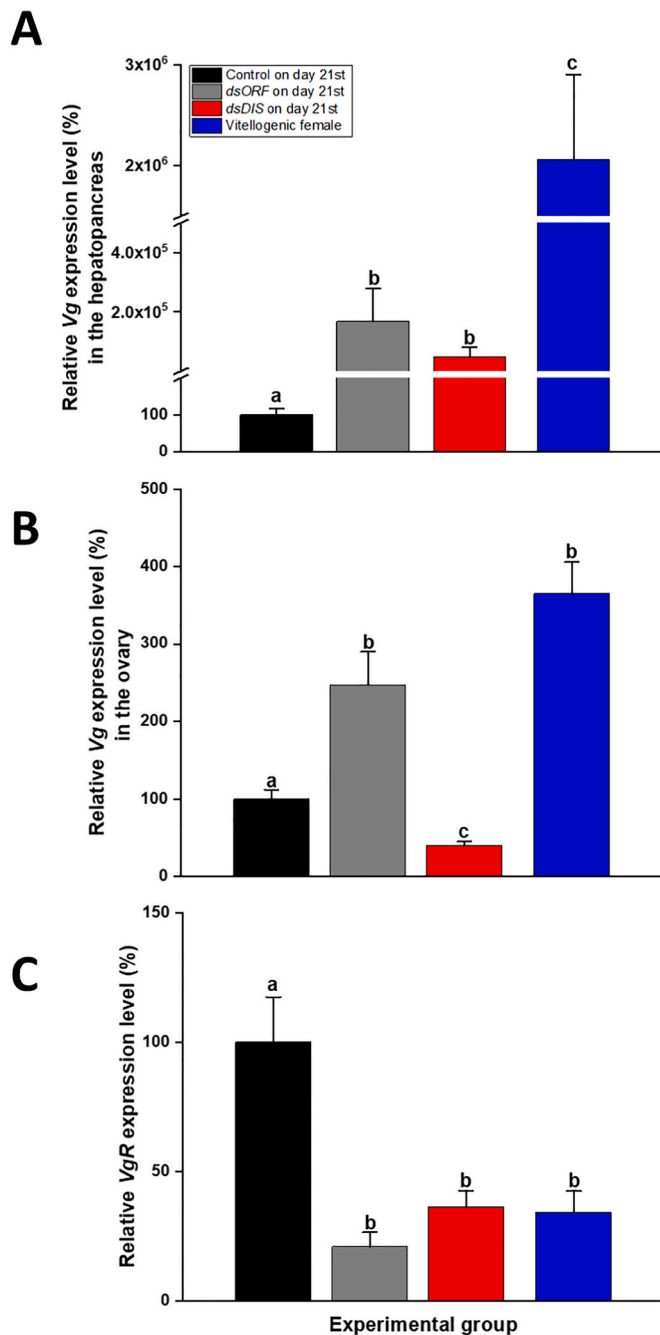 A
Relative Vg expression level (%)
in the hepatopancreas
3x10⁶
2x10⁶
4.0x10⁵
2.0x10⁵
100
0
Control on day 21st
dsORF on day 21st
dsDIS on day 21st
Vitellogenic female
a
b
b
c
B
Relative Vg expression level (%)
in the ovary
500
400
300
200
100
0
a
b
c
b
C
Relative VgR expression level (%)
150
100
50
0
a
b
b
b
Experimental group